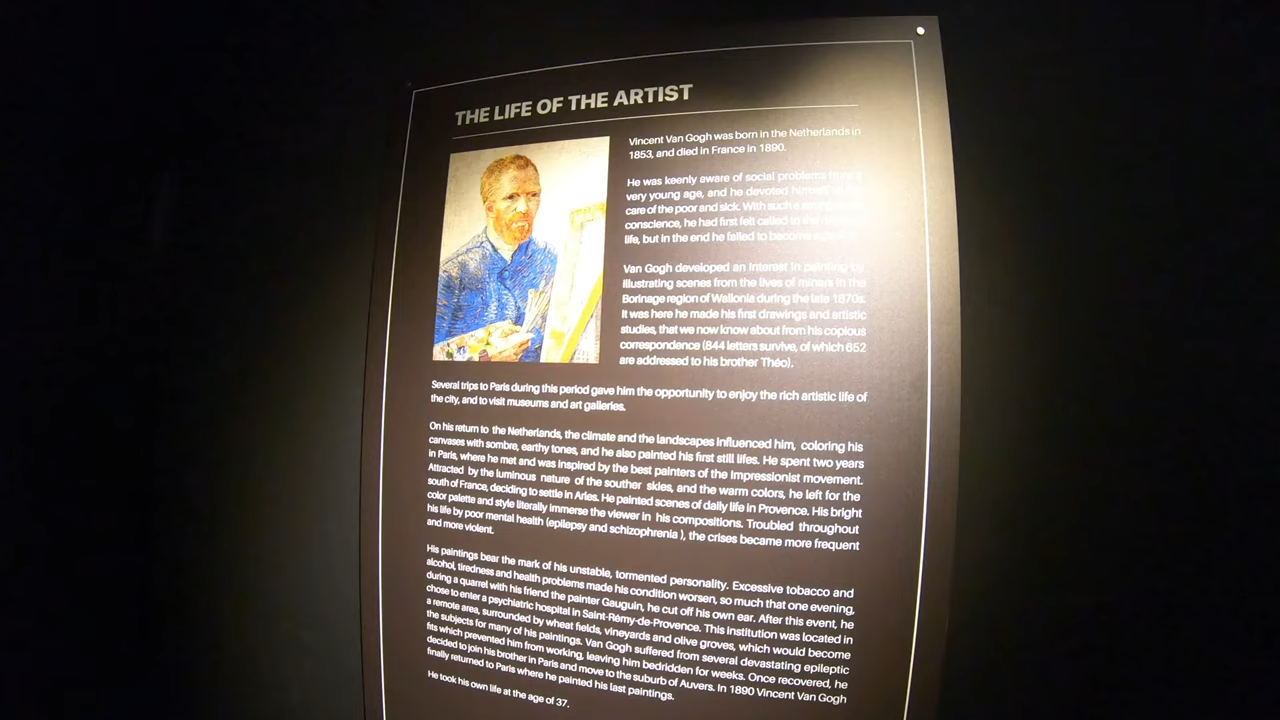 THE LIFE OF THE ARTIST
Vincent Van Gogh was born in the Netherlands in
1853, and died in France in 1890.
He was keenly aware of social problems from a
very young age, and he devoted himself to the
care of the poor and sick. With such a
conscience, he had first felt called to the
life, but in the end he failed to become
Van Gogh developed an interest in painting by
illustrating scenes from the lives of miners in the
Borinage region of Wallonia during the late 1870s.
It was here he made his first drawings and artistic
studies, that we now know about from his copious
correspondence (844 letters survive, of which 652
are addressed to his brother Théo).
Several trips to Paris during this period gave him the opportunity to enjoy the rich artistic life of
the city, and to visit museums and art galleries.
On his return to the Netherlands, the climate and the landscapes influenced him, coloring his
canvases with sombre, earthy tones, and he also painted his first still lifes. He spent two years
in Paris, where he met and was inspired by the best painters of the Impressionist movement.
Attracted by the luminous nature of the souther skies, and the warm colors, he left for the
south of France, deciding to settle in Arles. He painted scenes of daily life in Provence. His bright
color palette and style literally immerse the viewer in his compositions. Troubled throughout
his life by poor mental health (epilepsy and schizophrenia ), the crises became more frequent
and more violent.
His paintings bear the mark of his unstable, tormented personality. Excessive tobacco and
alcohol, tiredness and health problems made his condition worsen, so much that one evening,
during a quarrel with his friend the painter Gauguin, he cut off his own ear. After this event, he
chose to enter a psychiatric hospital in Saint-Rémy-de-Provence. This institution was located in
a remote area, surrounded by wheat fields, vineyards and olive groves, which would become
the subjects for many of his paintings. Van Gogh suffered from several devastating epileptic
fits which prevented him from working, leaving him bedridden for weeks. Once recovered, he
decided to join his brother in Paris and move to the suburb of Auvers. In 1890 Vincent Van Gogh
finally returned to Paris where he painted his last paintings.
He took his own life at the age of 37.